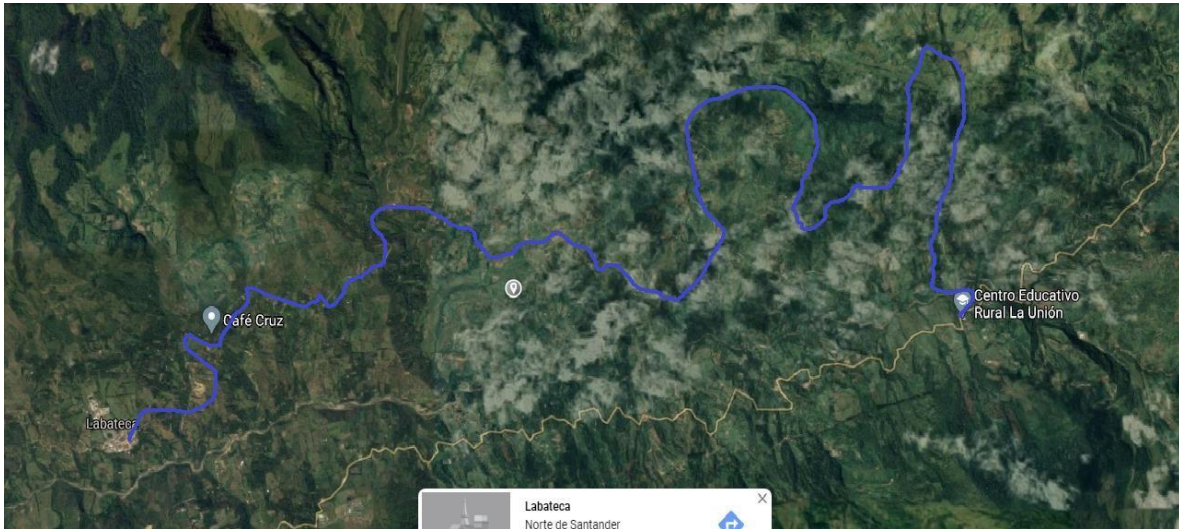 Centro Educativo
Rural La Unión
Café Cruz
Labateca
Labateca
Norte de Santander